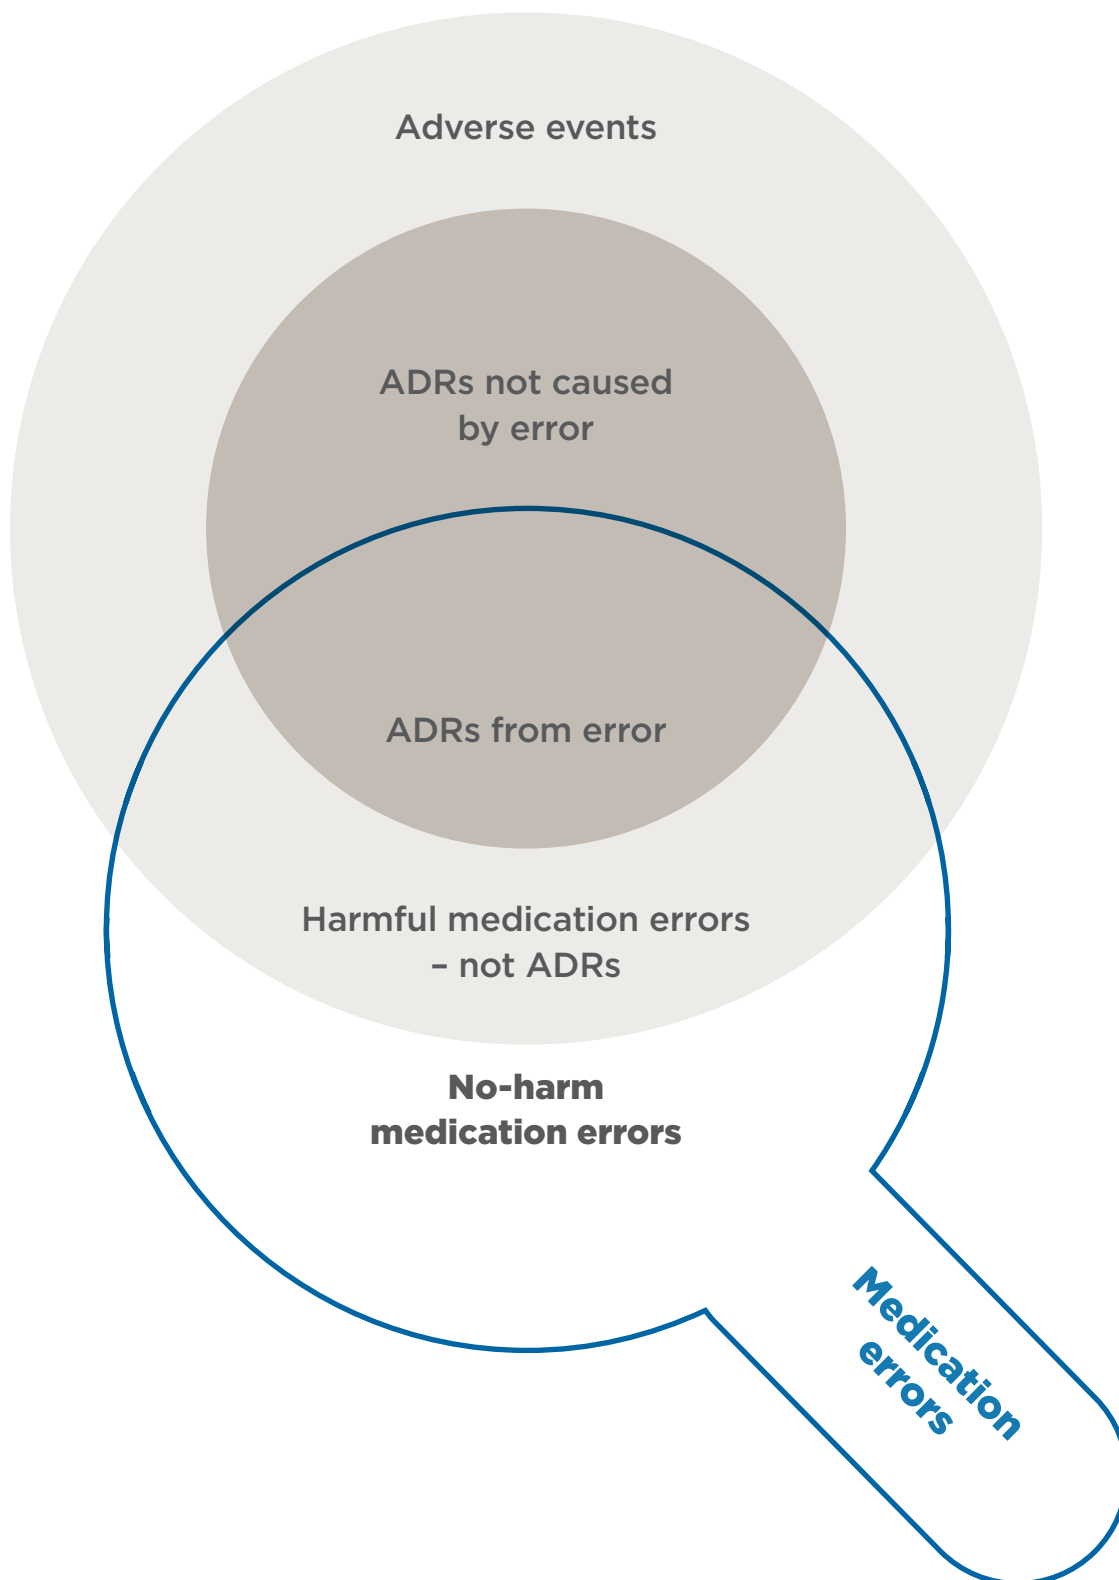 Adverse events
ADRs not caused
by error
ADRs from error
Harmful medication errors
– not ADRs
No-harm
medication errors
Medication
errors